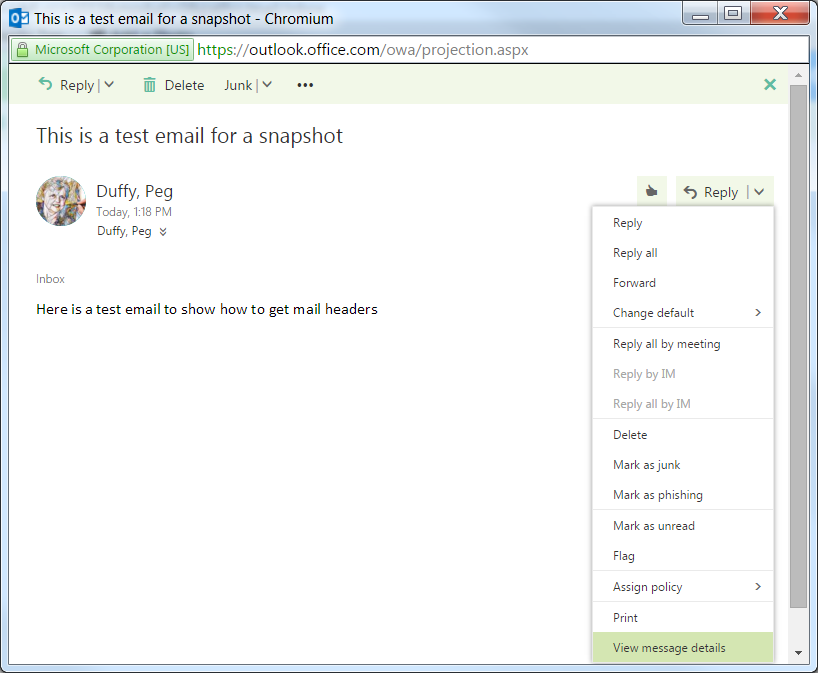 This is a test email for a snapshot - Chromium
Microsoft Corporation [US] https://outlook.office.com/owa/projection.aspx
Reply Delete Junk •••
This is a test email for a snapshot
Duffy, Peg
Today, 1:18 PM
Duffy, Peg
Reply
Inbox
Here is a test email to show how to get mail headers
Reply
Reply all
Forward
Change default
Reply all by meeting
Reply by IM
Reply all by IM
Delete
Mark as junk
Mark as phishing
Mark as unread
Flag
Assign policy
Print
View message details